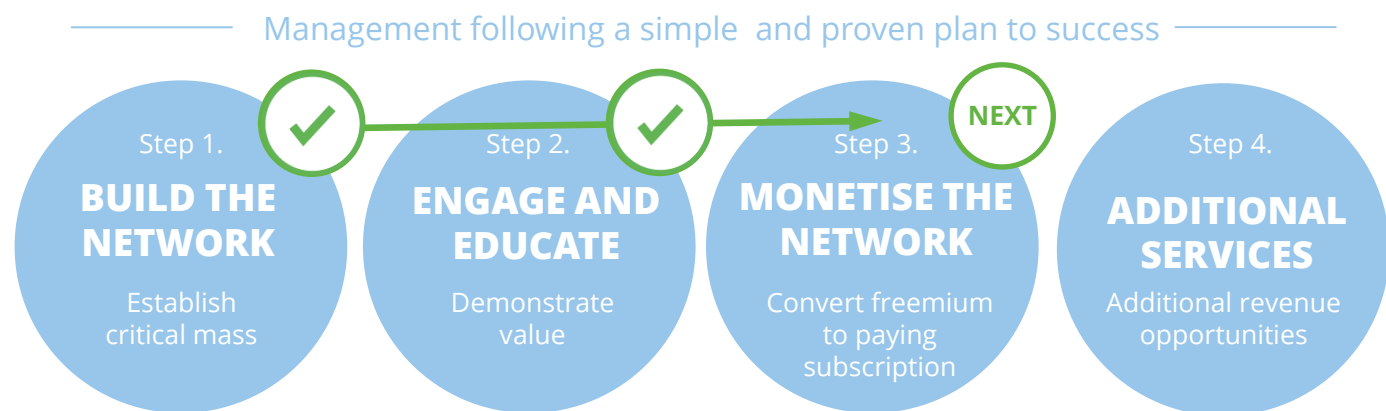 Management following a simple and proven plan to success
Step 1.
BUILD THE
NETWORK
Establish
critical mass
Step 2.
ENGAGE AND
EDUCATE
Demonstrate
value
Step 3.
MONETISE THE
NETWORK
Convert freemium
to paying
subscription
NEXT
Step 4.
ADDITIONAL
SERVICES
Additional revenue
opportunities